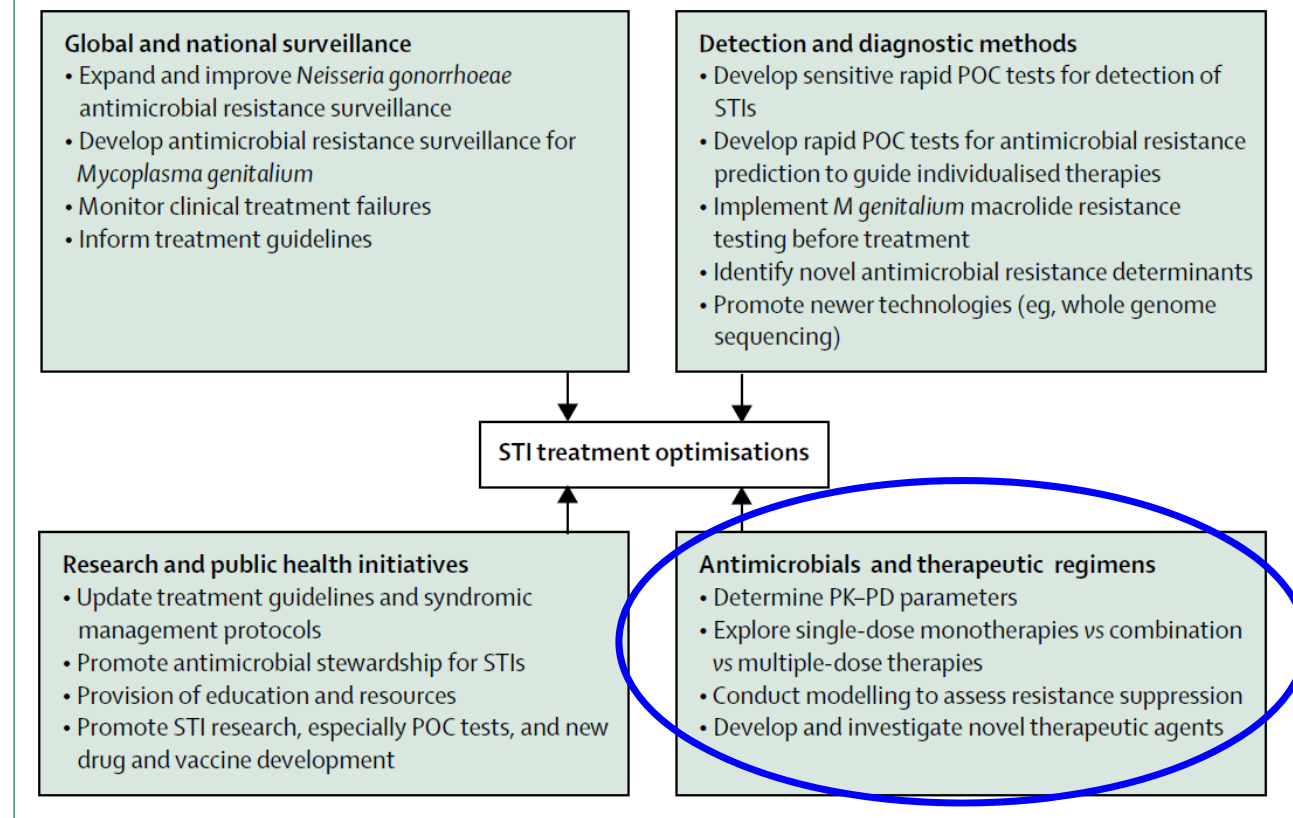 Global and national surveillance
• Expand and improve Neisseria gonorrhoeae
antimicrobial resistance surveillance
• Develop antimicrobial resistance surveillance for
Mycoplasma genitalium
• Monitor clinical treatment failures
• Inform treatment guidelines
Detection and diagnostic methods
• Develop sensitive rapid POC tests for detection of
STIs
• Develop rapid POC tests for antimicrobial resistance
prediction to guide individualised therapies
• Implement M genitalium macrolide resistance
testing before treatment
• Identify novel antimicrobial resistance determinants
• Promote newer technologies (eg, whole genome
sequencing)
STI treatment optimisations
Research and public health initiatives
• Update treatment guidelines and syndromic
management protocols
• Promote antimicrobial stewardship for STIs
• Provision of education and resources
• Promote STI research, especially POC tests, and new
drug and vaccine development
Antimicrobials and therapeutic regimens
• Determine PK–PD parameters
• Explore single-dose monotherapies vs combination
vs multiple-dose therapies
• Conduct modelling to assess resistance suppression
• Develop and investigate novel therapeutic agents